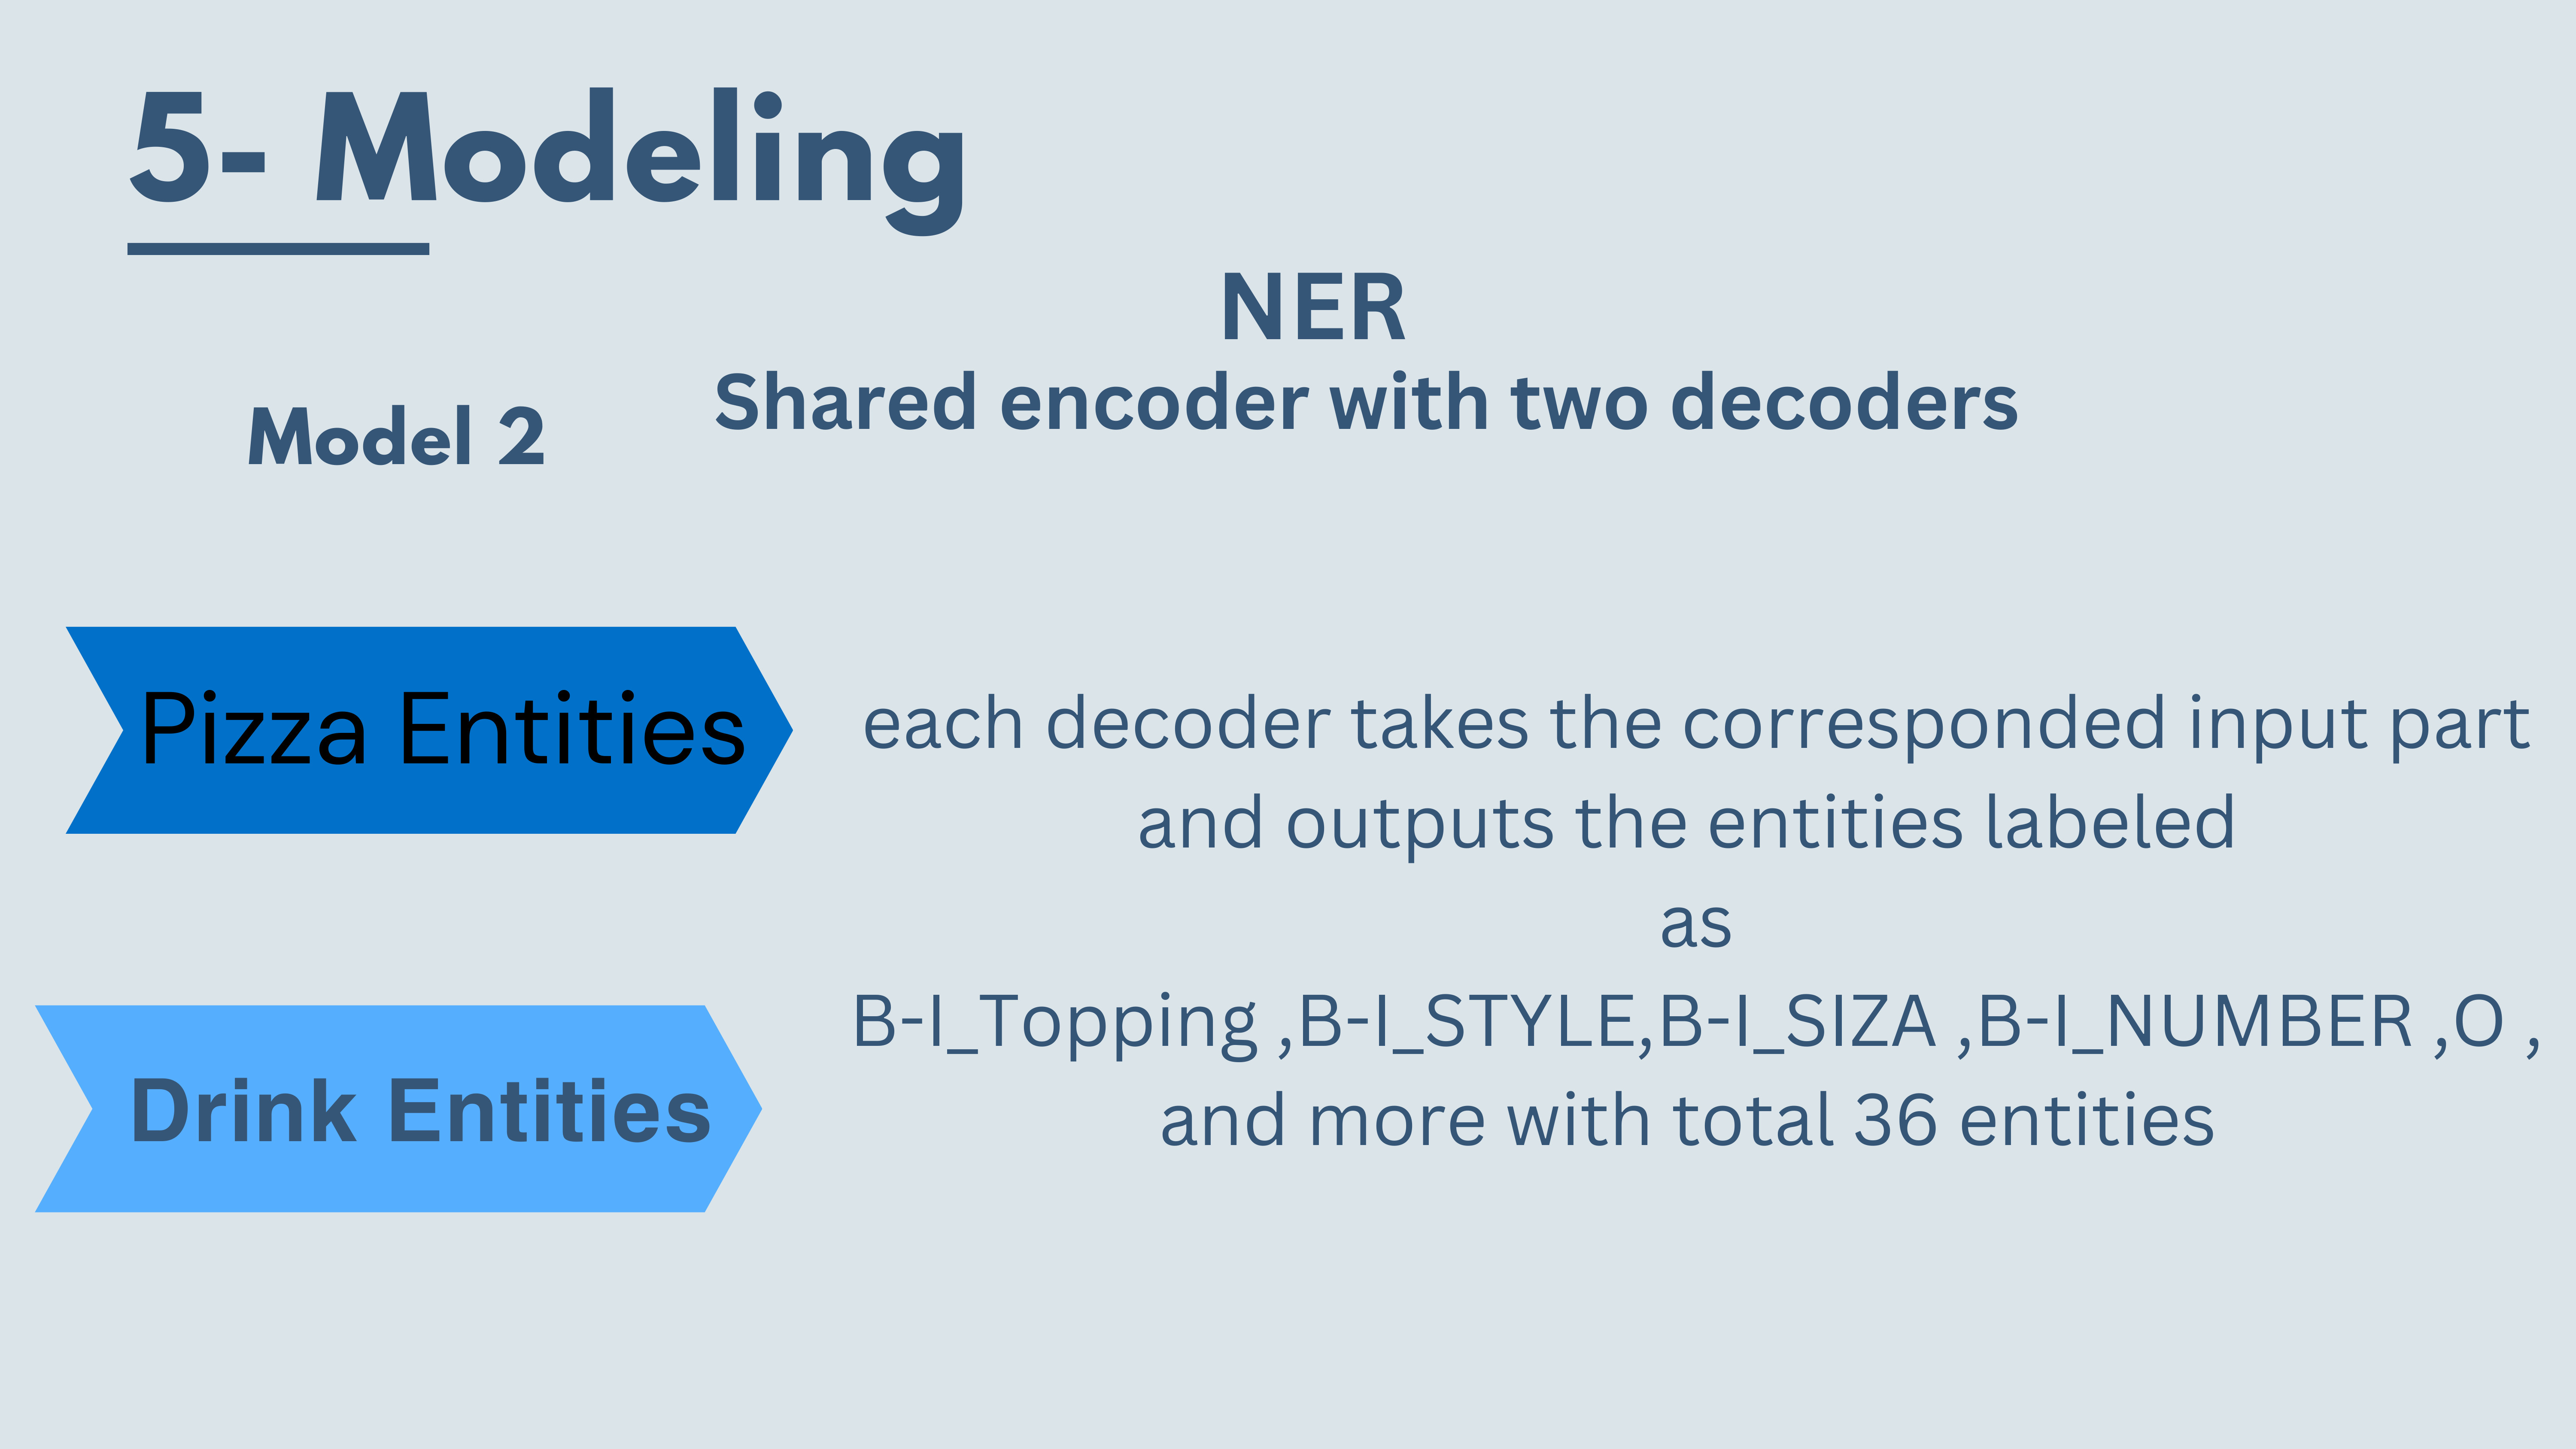 5- Modeling
NER
Shared encoder with two decoders
Model 2
Pizza Entities
each decoder takes the corresponded input part
and outputs the entities labeled
as
B-I_Topping ,B-I_STYLE,B-I_SIZA ,B-I_NUMBER ,O ,
and more with total 36 entities
Drink Entities